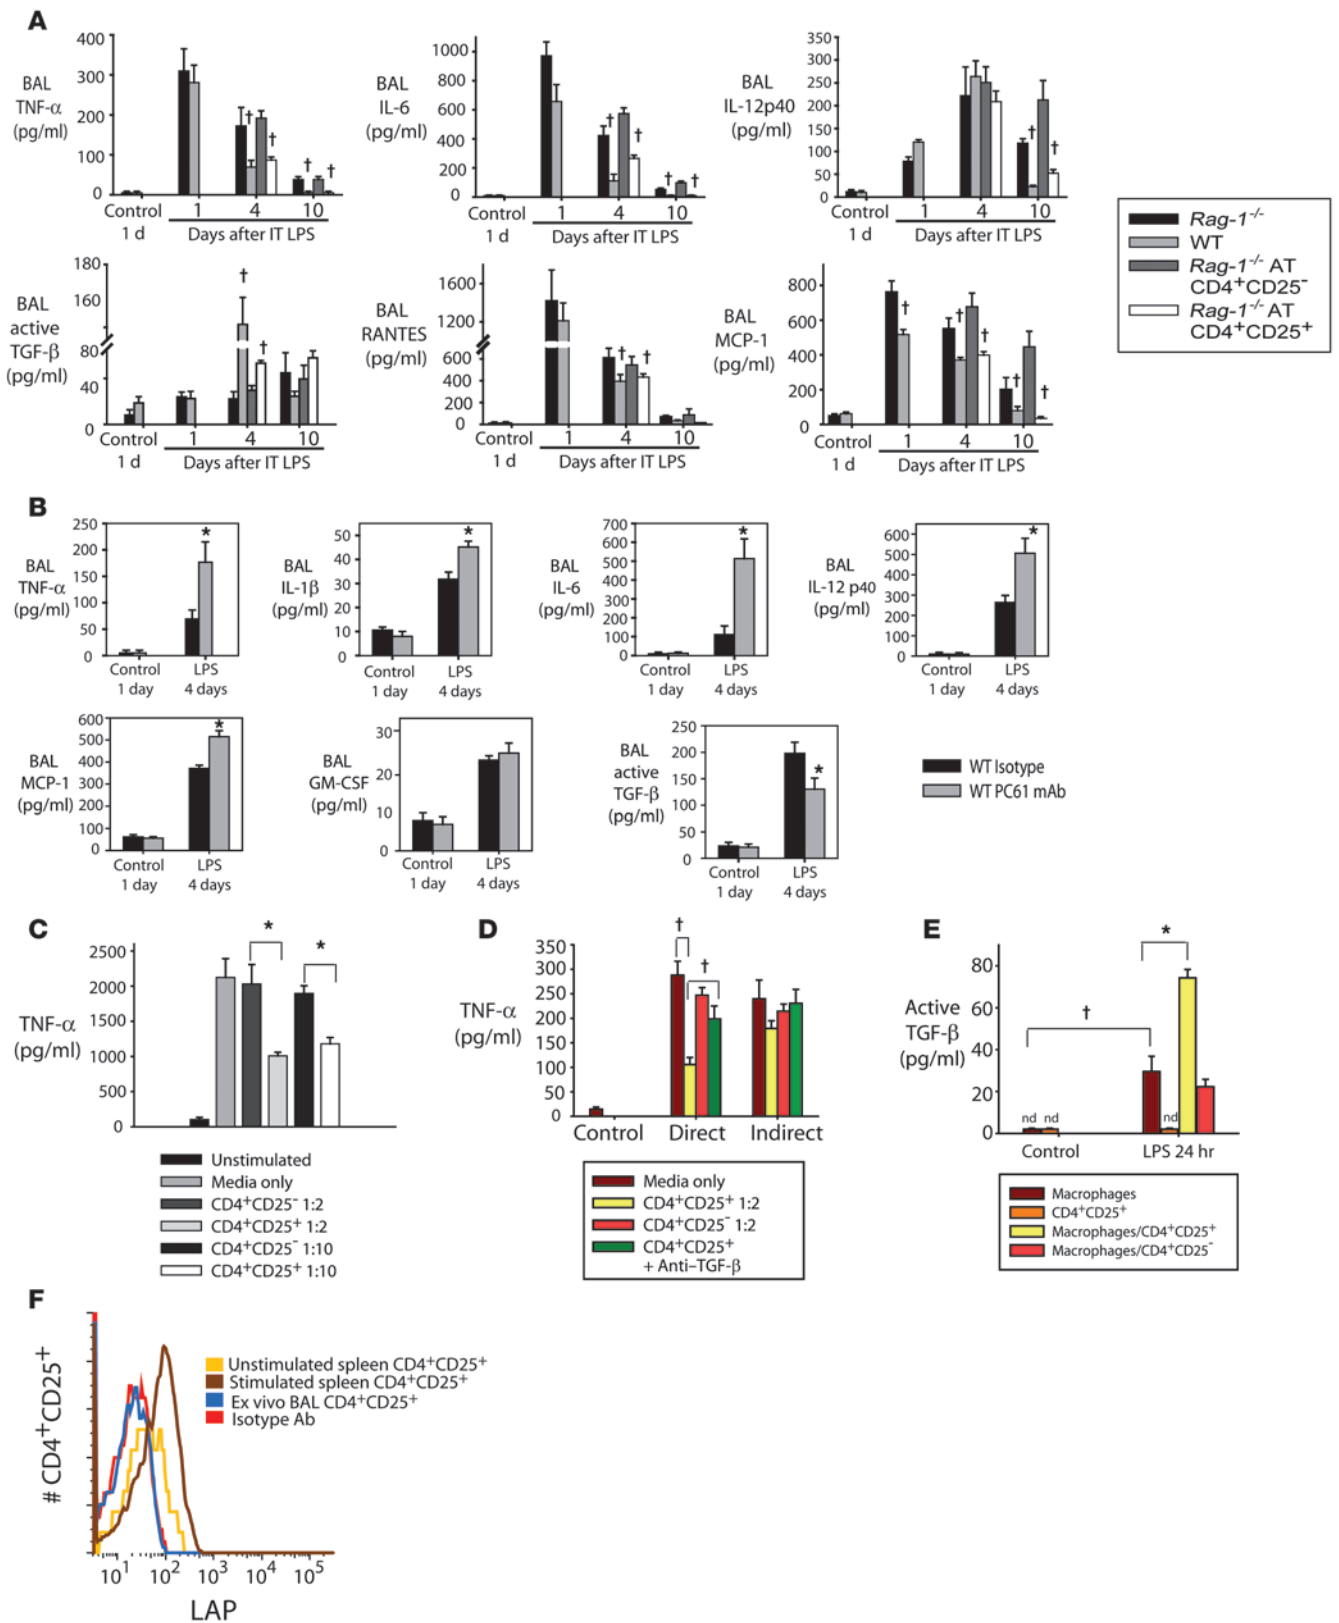 A
BAL
TNF-α
(pg/ml)
400
300
200
100
0
† † † †
Control
1 4 10
1 d
Days after IT LPS
BAL
IL-6
(pg/ml)
1000
800
600
400
200
0
† † † †
Control
1 4 10
1 d
Days after IT LPS
BAL
IL-12p40
(pg/ml)
350
300
250
200
150
100
50
0
† †
Control
1 4 10
1 d
Days after IT LPS
Rag-1-/-
WT
Rag-1-/- AT
CD4+CD25-
Rag-1-/- AT
CD4+CD25+
BAL
active
TGF-β
(pg/ml)
180
160
80
40
0
† †
Control
1 4 10
1 d
Days after IT LPS
BAL
RANTES
(pg/ml)
1600
1200
600
400
200
0
† †
Control
1 4 10
1 d
Days after IT LPS
BAL
MCP-1
(pg/ml)
800
600
400
200
0
† † † † †
Control
1 4 10
1 d
Days after IT LPS
B
BAL
TNF-α
(pg/ml)
250
200
150
100
50
0
*
Control LPS
1 day 4 days
BAL
IL-1β
(pg/ml)
50
40
30
20
10
0
*
Control LPS
1 day 4 days
BAL
IL-6
(pg/ml)
700
600
500
400
300
200
100
0
*
Control LPS
1 day 4 days
BAL
IL-12 p40
(pg/ml)
600
500
400
300
200
100
0
*
Control LPS
1 day 4 days
BAL
MCP-1
(pg/ml)
600
500
400
300
200
100
0
*
Control LPS
1 day 4 days
BAL
GM-CSF
(pg/ml)
30
20
10
0
Control LPS
1 day 4 days
BAL
active
TGF-β
(pg/ml)
250
200
150
100
50
0
*
Control LPS
1 day 4 days
WT Isotype
WT PC61 mAb
C
TNF-α
(pg/ml)
2500
2000
1500
1000
500
0
* *
Unstimulated
Media only
CD4+CD25- 1:2
CD4+CD25+ 1:2
CD4+CD25- 1:10
CD4+CD25+ 1:10
D
TNF-α
(pg/ml)
350
300
250
200
150
100
50
0
† †
Control Direct Indirect
Media only
CD4+CD25+ 1:2
CD4+CD25- 1:2
CD4+CD25+
+ Anti–TGF-β
E
Active
TGF-β
(pg/ml)
80
60
40
20
0
† *
nd nd nd
Control LPS 24 hr
Macrophages
CD4+CD25+
Macrophages/CD4+CD25+
Macrophages/CD4+CD25-
F
# CD4+CD25+
Unstimulated spleen CD4+CD25+
Stimulated spleen CD4+CD25+
Ex vivo BAL CD4+CD25+
Isotype Ab
10¹ 10² 10³ 10⁴ 10⁵
LAP